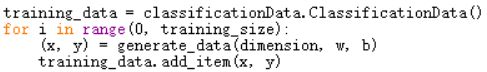 training_data = classificationData.ClassificationData()
for i in range(0, training_size):
    (x, y) = generate_data(dimension, w, b)
    training_data.add_item(x, y)